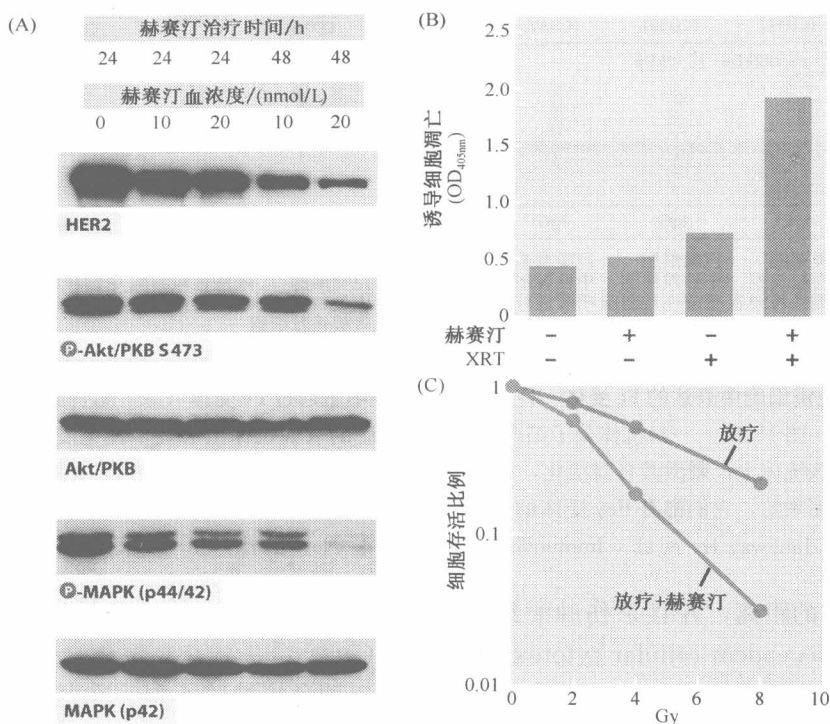 (A)
赫赛汀治疗时间/h
24 24 24 48 48
赫赛汀血浓度/(nmol/L)
0 10 20 10 20
HER2
Ⓟ-Akt/PKB S473
Akt/PKB
Ⓟ-MAPK (p44/42)
MAPK (p42)
(B)
诱导细胞凋亡
(OD405nm)
2.5
2.0
1.5
1.0
0.5
0
赫赛汀 − + − +
XRT − − + +
(C)
细胞存活比例
1
0.1
0.01
放疗
放疗+赫赛汀
0 2 4 6 8 10
Gy